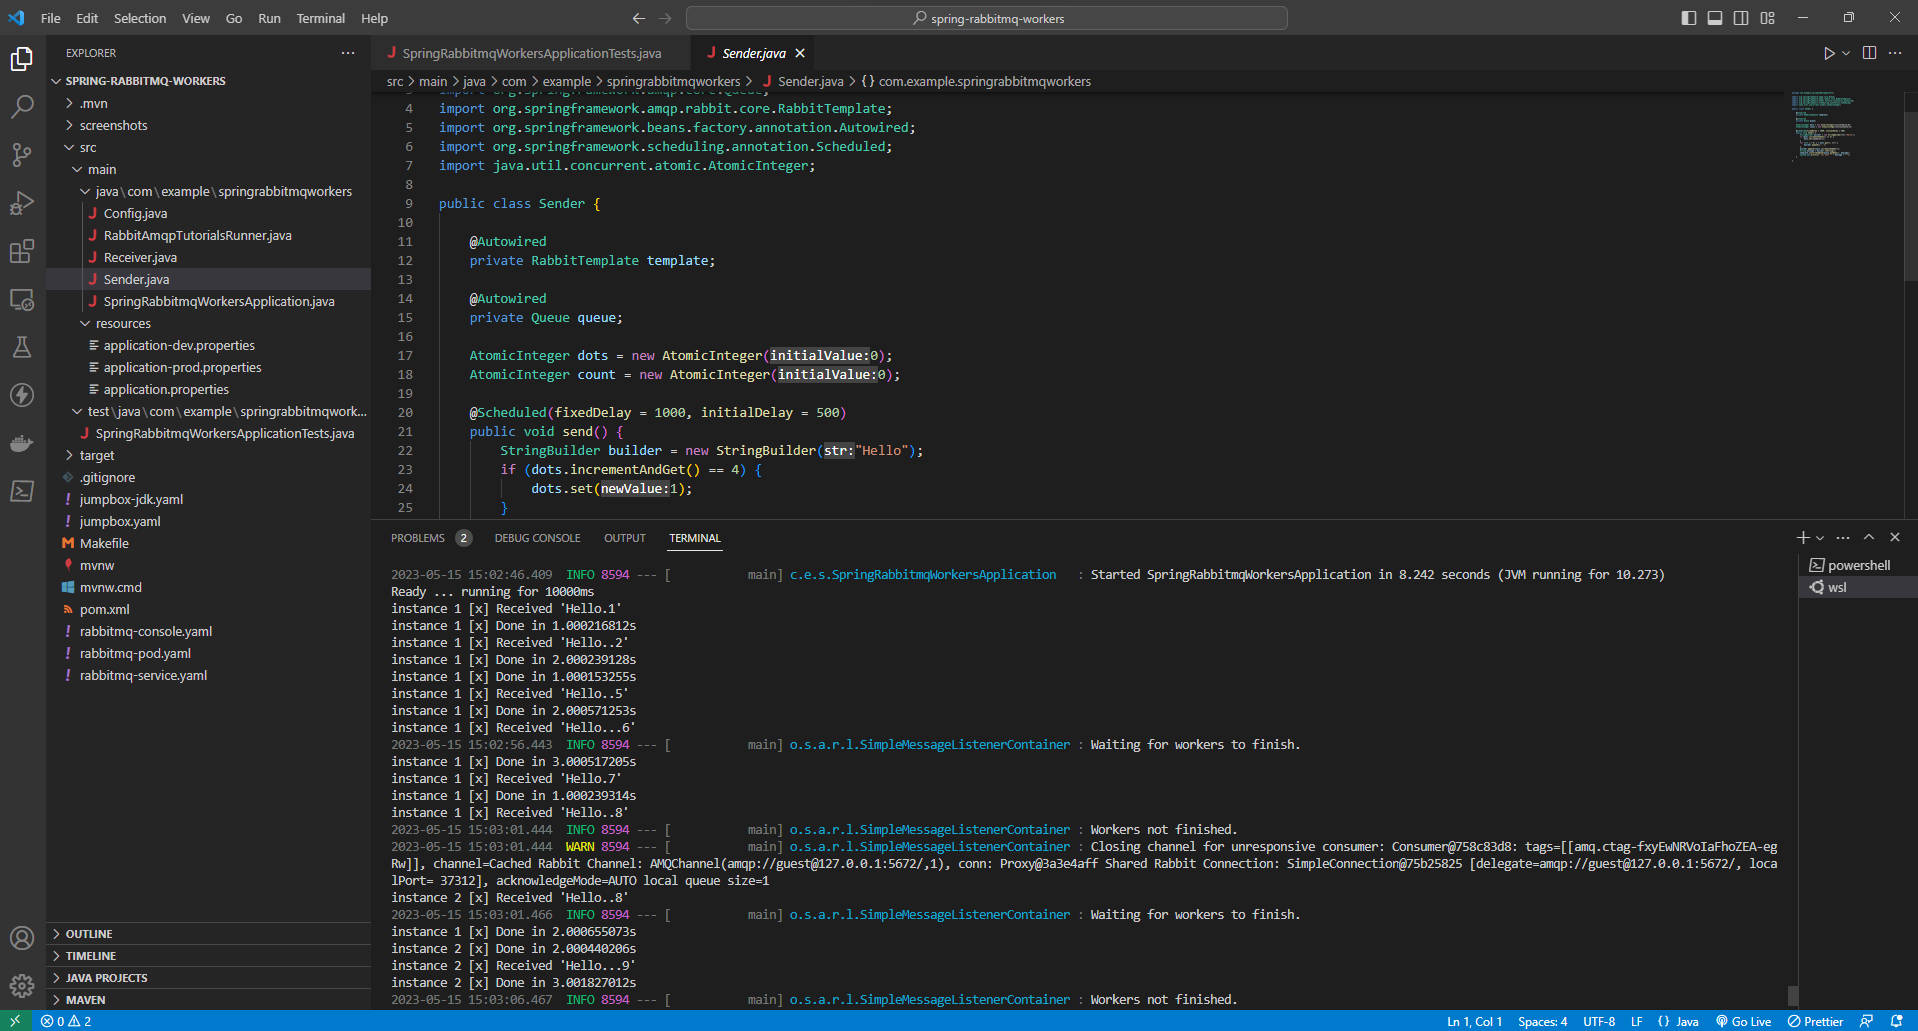 File Edit Selection View Go Run Terminal Help
spring-rabbitmq-workers
EXPLORER
SPRING-RABBITMQ-WORKERS
.mvn
screenshots
src
main
java\com\example\springrabbitmqworkers
Config.java
RabbitAmqpTutorialsRunner.java
Receiver.java
Sender.java
SpringRabbitmqWorkersApplication.java
resources
application-dev.properties
application-prod.properties
application.properties
test\java\com\example\springrabbitmqwork...
SpringRabbitmqWorkersApplicationTests.java
target
.gitignore
jumpbox-jdk.yaml
jumpbox.yaml
Makefile
mvnw
mvnw.cmd
pom.xml
rabbitmq-console.yaml
rabbitmq-pod.yaml
rabbitmq-service.yaml
OUTLINE
TIMELINE
JAVA PROJECTS
MAVEN
SpringRabbitmqWorkersApplicationTests.java Sender.java
src > main > java > com > example > springrabbitmqworkers > Sender.java > {} com.example.springrabbitmqworkers
3 import org.springframework.amqp.core.Queue;
4 import org.springframework.amqp.rabbit.core.RabbitTemplate;
5 import org.springframework.beans.factory.annotation.Autowired;
6 import org.springframework.scheduling.annotation.Scheduled;
7 import java.util.concurrent.atomic.AtomicInteger;
8
9 public class Sender {
10
11 @Autowired
12 private RabbitTemplate template;
13
14 @Autowired
15 private Queue queue;
16
17 AtomicInteger dots = new AtomicInteger(initialValue:0);
18 AtomicInteger count = new AtomicInteger(initialValue:0);
19
20 @Scheduled(fixedDelay = 1000, initialDelay = 500)
21 public void send() {
22 StringBuilder builder = new StringBuilder(str:"Hello");
23 if (dots.incrementAndGet() == 4) {
24 dots.set(newValue:1);
25 }
PROBLEMS 2 DEBUG CONSOLE OUTPUT TERMINAL
2023-05-15 15:02:46.409 INFO 8594 --- [ main] c.e.s.SpringRabbitmqWorkersApplication : Started SpringRabbitmqWorkersApplication in 8.242 seconds (JVM running for 10.273)
Ready ... running for 10000ms
instance 1 [x] Received 'Hello.1'
instance 1 [x] Done in 1.000216812s
instance 1 [x] Received 'Hello..2'
instance 1 [x] Done in 2.000239128s
instance 1 [x] Done in 1.000153255s
instance 1 [x] Received 'Hello..5'
instance 1 [x] Done in 2.000571253s
instance 1 [x] Received 'Hello...6'
2023-05-15 15:02:56.443 INFO 8594 --- [ main] o.s.a.r.l.SimpleMessageListenerContainer : Waiting for workers to finish.
instance 1 [x] Done in 3.000517205s
instance 1 [x] Received 'Hello.7'
instance 1 [x] Done in 1.000239314s
instance 1 [x] Received 'Hello..8'
2023-05-15 15:03:01.444 INFO 8594 --- [ main] o.s.a.r.l.SimpleMessageListenerContainer : Workers not finished.
2023-05-15 15:03:01.444 WARN 8594 --- [ main] o.s.a.r.l.SimpleMessageListenerContainer : Closing channel for unresponsive consumer: Consumer@758c83d8: tags=[[amq.ctag-fxyEwNRVoIaFhoZEA-eg
Rw]], channel=Cached Rabbit Channel: AMQChannel(amqp://guest@127.0.0.1:5672/,1), conn: Proxy@3a3e4aff Shared Rabbit Connection: SimpleConnection@75b25825 [delegate=amqp://guest@127.0.0.1:5672/, loca
lPort= 37312], acknowledgeMode=AUTO local queue size=1
instance 2 [x] Received 'Hello..8'
2023-05-15 15:03:01.466 INFO 8594 --- [ main] o.s.a.r.l.SimpleMessageListenerContainer : Waiting for workers to finish.
instance 1 [x] Done in 2.000655073s
instance 2 [x] Done in 2.000440206s
instance 2 [x] Received 'Hello...9'
instance 2 [x] Done in 3.001827012s
2023-05-15 15:03:06.467 INFO 8594 --- [ main] o.s.a.r.l.SimpleMessageListenerContainer : Workers not finished.
powershell
wsl
0 2 Ln 1, Col 1 Spaces: 4 UTF-8 LF {} Java Go Live Prettier